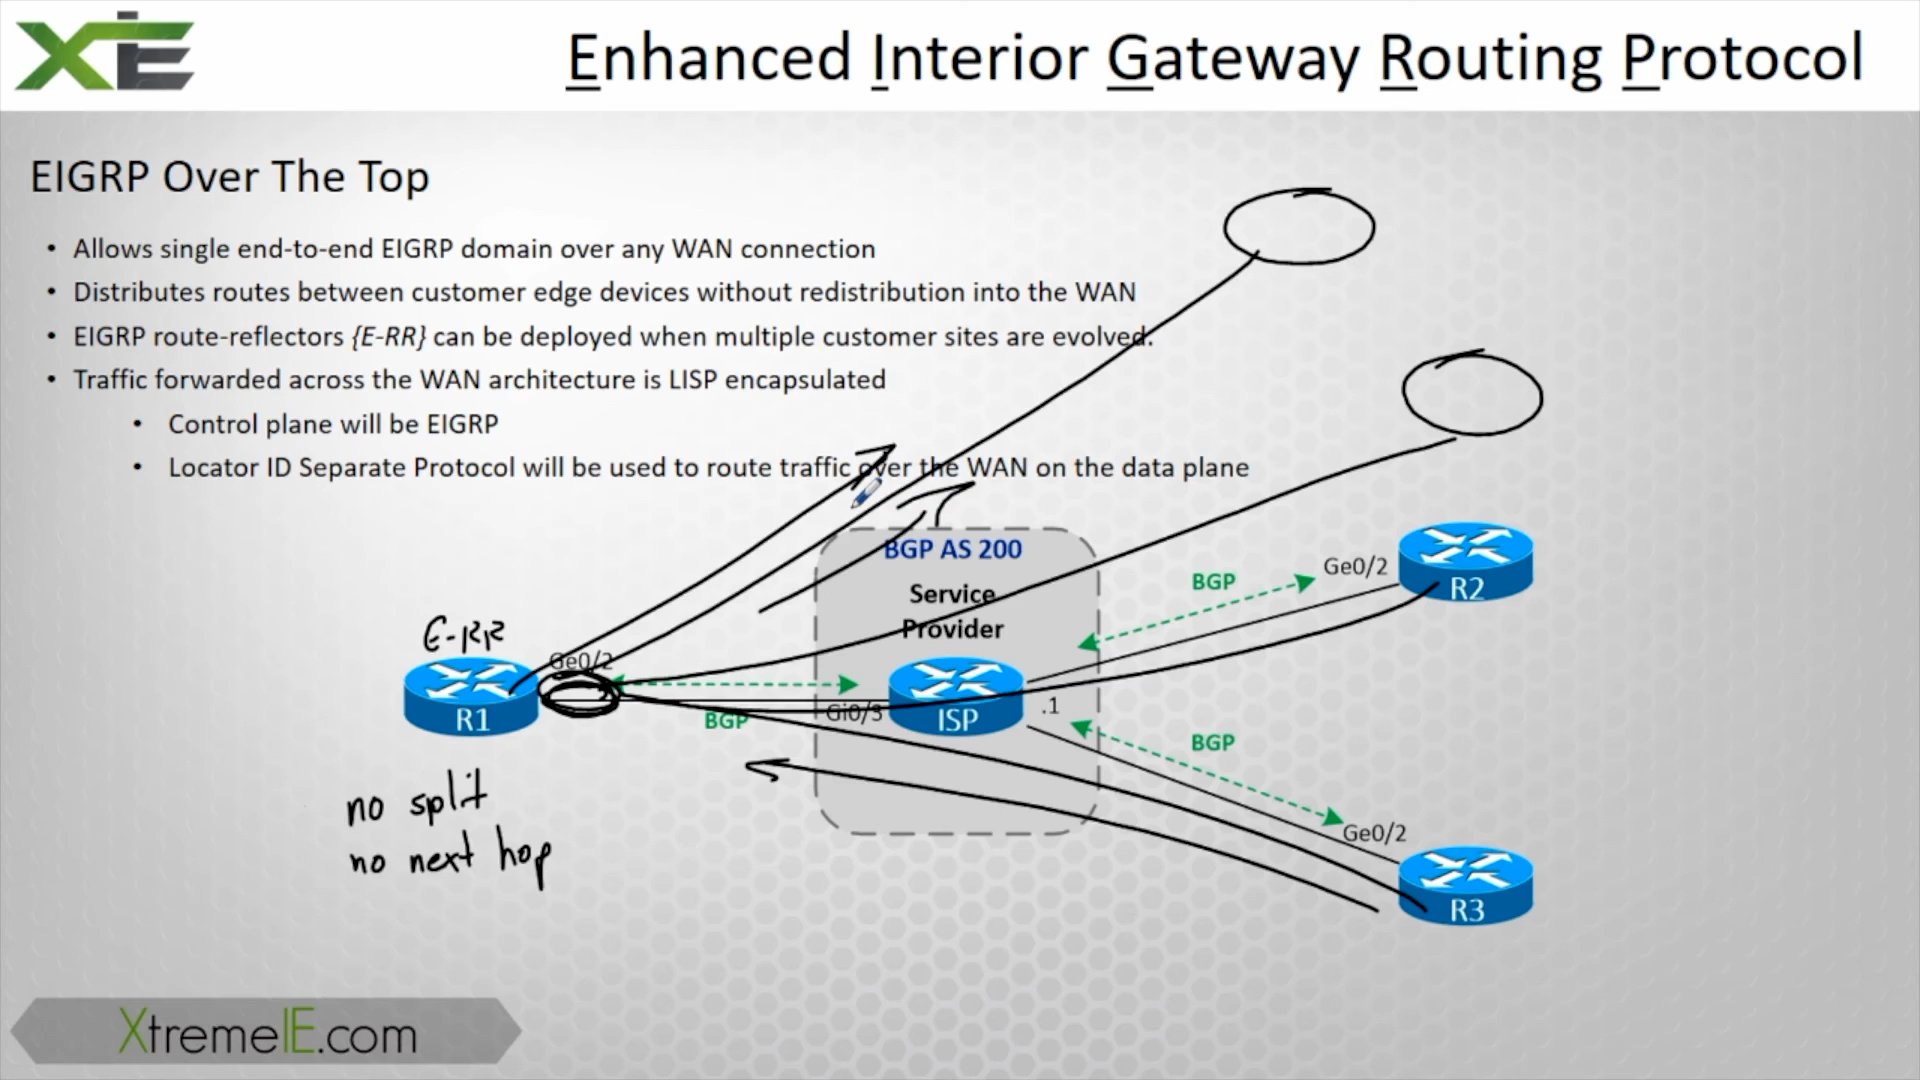 XIE
Enhanced Interior Gateway Routing Protocol
EIGRP Over The Top
• Allows single end-to-end EIGRP domain over any WAN connection
• Distributes routes between customer edge devices without redistribution into the WAN
• EIGRP route-reflectors {E-RR} can be deployed when multiple customer sites are evolved.
• Traffic forwarded across the WAN architecture is LISP encapsulated
• Control plane will be EIGRP
• Locator ID Separate Protocol will be used to route traffic over the WAN on the data plane
BGP AS 200
Service
Provider
BGP
Ge0/2
R2
E-RR
Ge0/2
R1
BGP
Gi0/3
ISP
.1
BGP
Ge0/2
R3
no split
no next hop
XtremeIE.com